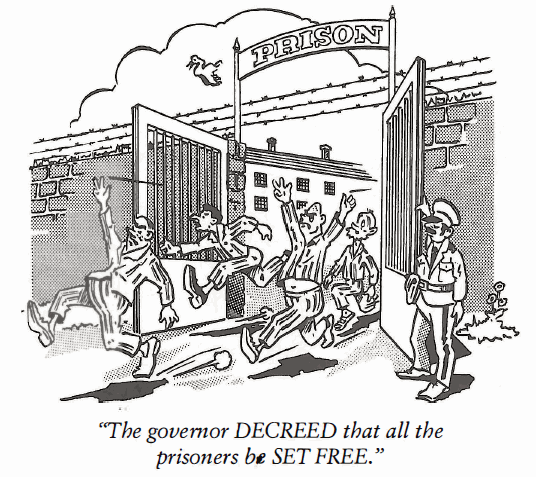 PRISON
“The governor DECREED that all the
prisoners be SET FREE.”